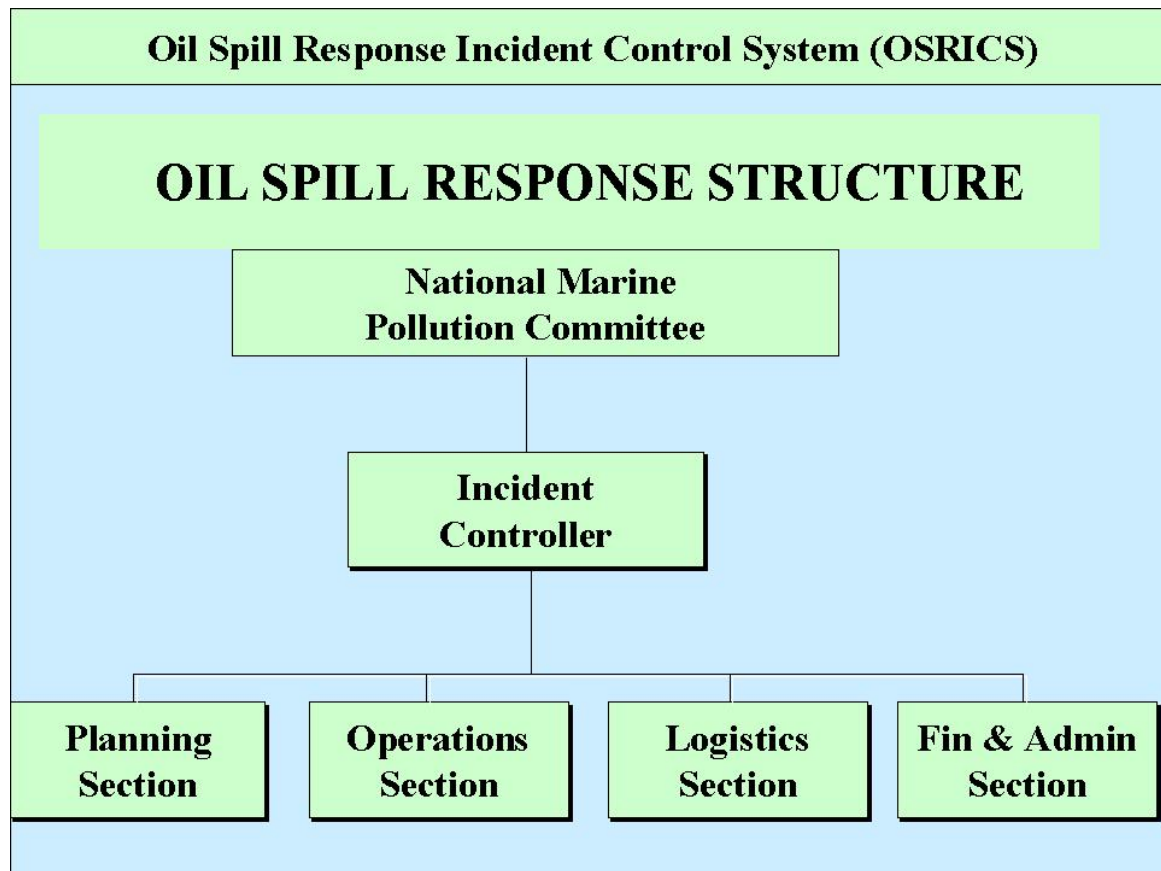 Oil Spill Response Incident Control System (OSRICS)
OIL SPILL RESPONSE STRUCTURE
National Marine
Pollution Committee
Incident
Controller
Planning
Section
Operations
Section
Logistics
Section
Fin & Admin
Section